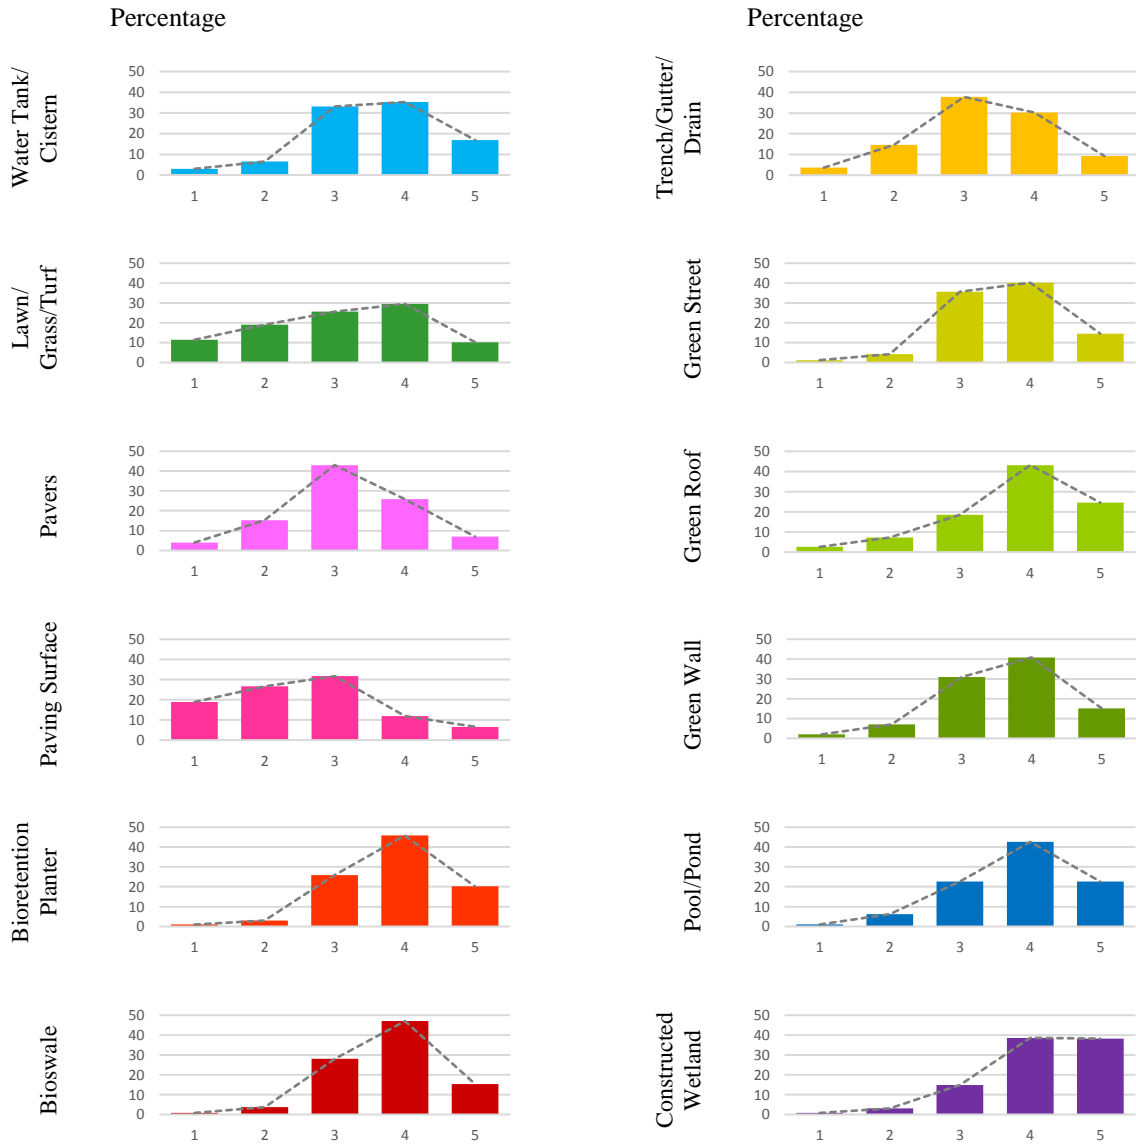 Percentage
Percentage
Water Tank/
Cistern
50
40
30
20
10
0
1 2 3 4 5
Trench/Gutter/
Drain
50
40
30
20
10
0
1 2 3 4 5
Lawn/
Grass/Turf
50
40
30
20
10
0
1 2 3 4 5
Green Street
50
40
30
20
10
0
1 2 3 4 5
Pavers
50
40
30
20
10
0
1 2 3 4 5
Green Roof
50
40
30
20
10
0
1 2 3 4 5
Paving Surface
50
40
30
20
10
0
1 2 3 4 5
Green Wall
50
40
30
20
10
0
1 2 3 4 5
Bioretention
Planter
50
40
30
20
10
0
1 2 3 4 5
Pool/Pond
50
40
30
20
10
0
1 2 3 4 5
Bioswale
50
40
30
20
10
0
1 2 3 4 5
Constructed
Wetland
50
40
30
20
10
0
1 2 3 4 5